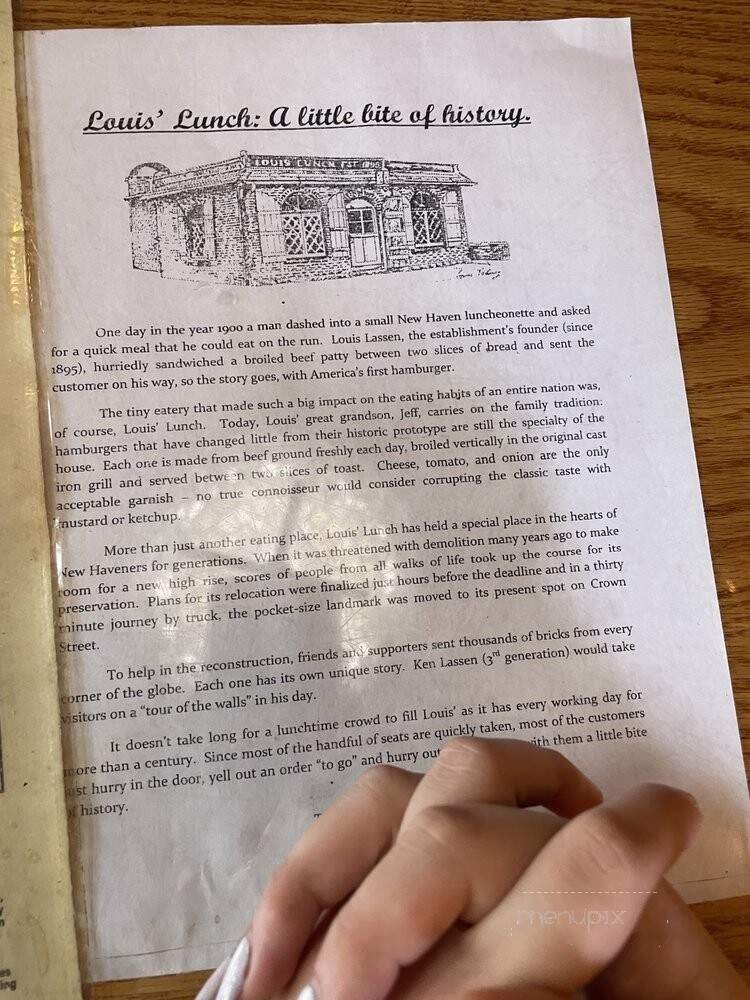 Louis' Lunch: A little bite of history.
LOUIS LUNCH EST 1895
One day in the year 1900 a man dashed into a small New Haven luncheonette and asked
for a quick meal that he could eat on the run. Louis Lassen, the establishment's founder (since
1895), hurriedly sandwiched a broiled beef patty between two slices of bread and sent the
customer on his way, so the story goes, with America's first hamburger.
The tiny eatery that made such a big impact on the eating habits of an entire nation was,
of course, Louis' Lunch. Today, Louis' great grandson, Jeff, carries on the family tradition:
hamburgers that have changed little from their historic prototype are still the specialty of the
house. Each one is made from beef ground freshly each day, broiled vertically in the original cast
iron grill and served between two slices of toast. Cheese, tomato, and onion are the only
acceptable garnish – no true connoisseur would consider corrupting the classic taste with
mustard or ketchup.
More than just another eating place, Louis' Lunch has held a special place in the hearts of
New Haveners for generations. When it was threatened with demolition many years ago to make
room for a new high rise, scores of people from all walks of life took up the course for its
preservation. Plans for its relocation were finalized just hours before the deadline and in a thirty
minute journey by truck, the pocket-size landmark was moved to its present spot on Crown
Street.
To help in the reconstruction, friends and supporters sent thousands of bricks from every
corner of the globe. Each one has its own unique story. Ken Lassen (3rd generation) would take
visitors on a "tour of the walls" in his day.
It doesn't take long for a lunchtime crowd to fill Louis' as it has every working day for
more than a century. Since most of the handful of seats are quickly taken, most of the customers
just hurry in the door, yell out an order "to go" and hurry out with them a little bite
of history.
menupix